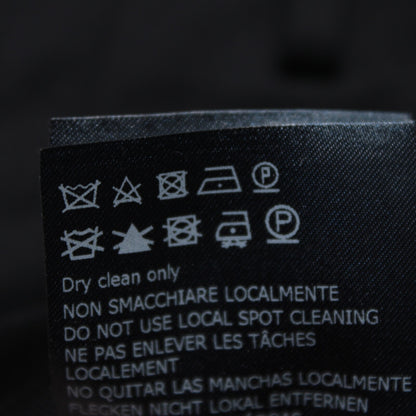 P
P
Dry clean only
NON SMACCHIARE LOCALMENTE
DO NOT USE LOCAL SPOT CLEANING
NE PAS ENLEVER LES TÂCHES
LOCALEMENT
NO QUITAR LAS MANCHAS LOCALMENTE
FLECKEN NICHT LOKAL ENTFERNEN